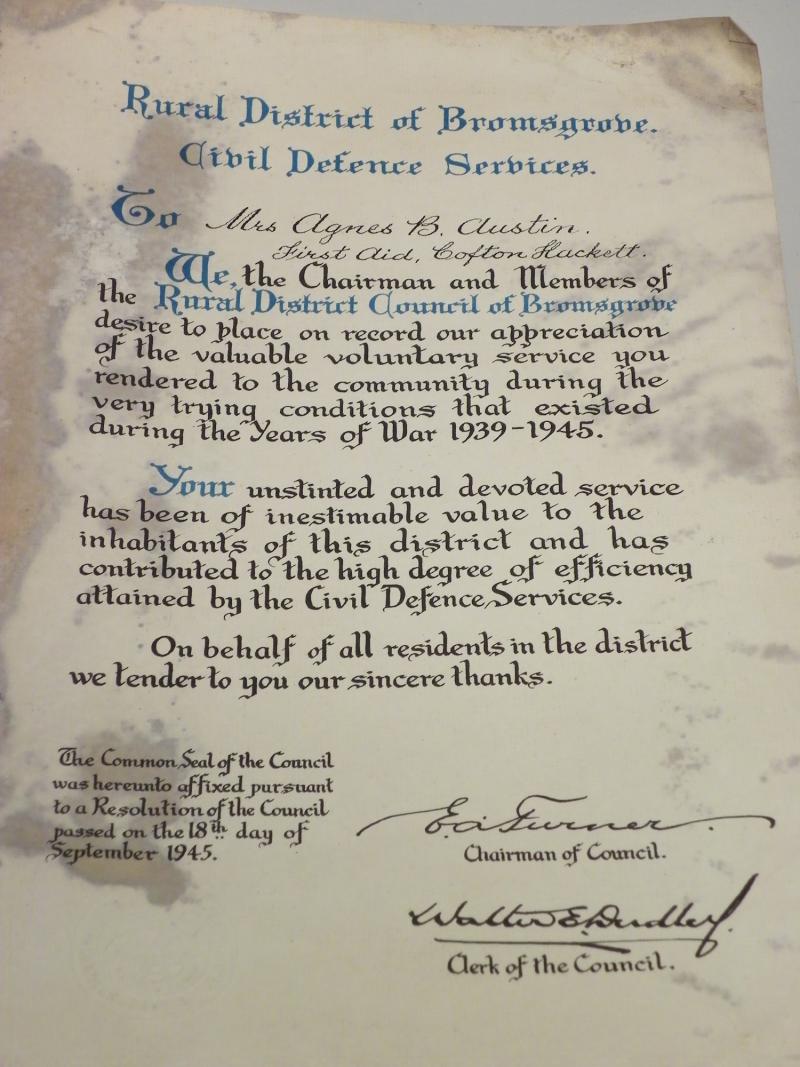 Rural District of Bromsgrove.
Civil Defence Services.
To Mrs Agnes B. Austin.
First Aid, Cofton Hackett.
We, the Chairman and Members of
the Rural District Council of Bromsgrove
desire to place on record our appreciation
of the valuable voluntary service you
rendered to the community during the
very trying conditions that existed
during the Years of War 1939-1945.
Your unstinted and devoted service
has been of inestimable value to the
inhabitants of this district and has
contributed to the high degree of efficiency
attained by the Civil Defence Services.
On behalf of all residents in the district
we tender to you our sincere thanks.
The Common Seal of the Council
was hereunto affixed pursuant
to a Resolution of the Council
passed on the 18th day of
September 1945.
E. A. Turner.
Chairman of Council.
Walter E. Dudley.
Clerk of the Council.